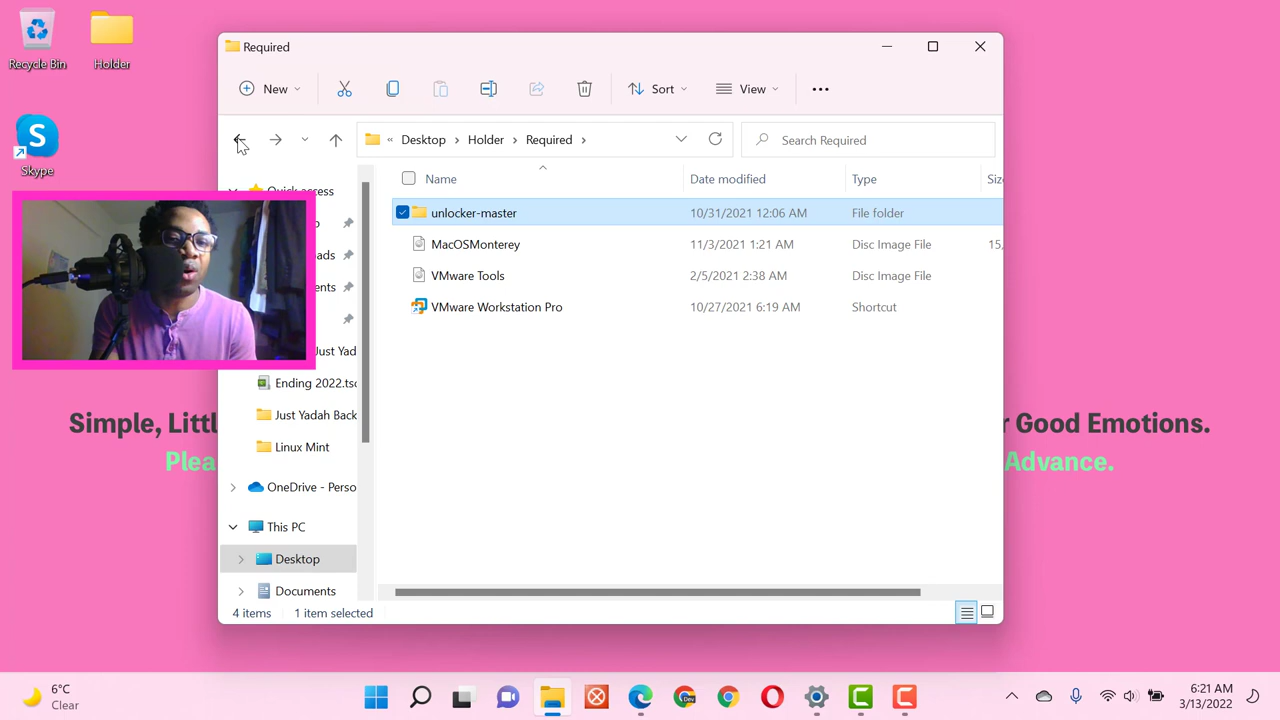 Recycle Bin
Holder
Skype
Required
New
Sort
View
« Desktop > Holder > Required >
Search Required
Quick access
Name
Date modified
Type
unlocker-master 10/31/2021 12:06 AM File folder
MacOSMonterey 11/3/2021 1:21 AM Disc Image File 15,
VMware Tools 2/5/2021 2:38 AM Disc Image File
VMware Workstation Pro 10/27/2021 6:19 AM Shortcut
Just Yad
Ending 2022.tsc
Just Yadah Back
Linux Mint
OneDrive - Perso
This PC
Desktop
Documents
4 items 1 item selected
Simple, Littl
Good Emotions.
Plea
Advance.
6°C
Clear
6:21 AM
3/13/2022